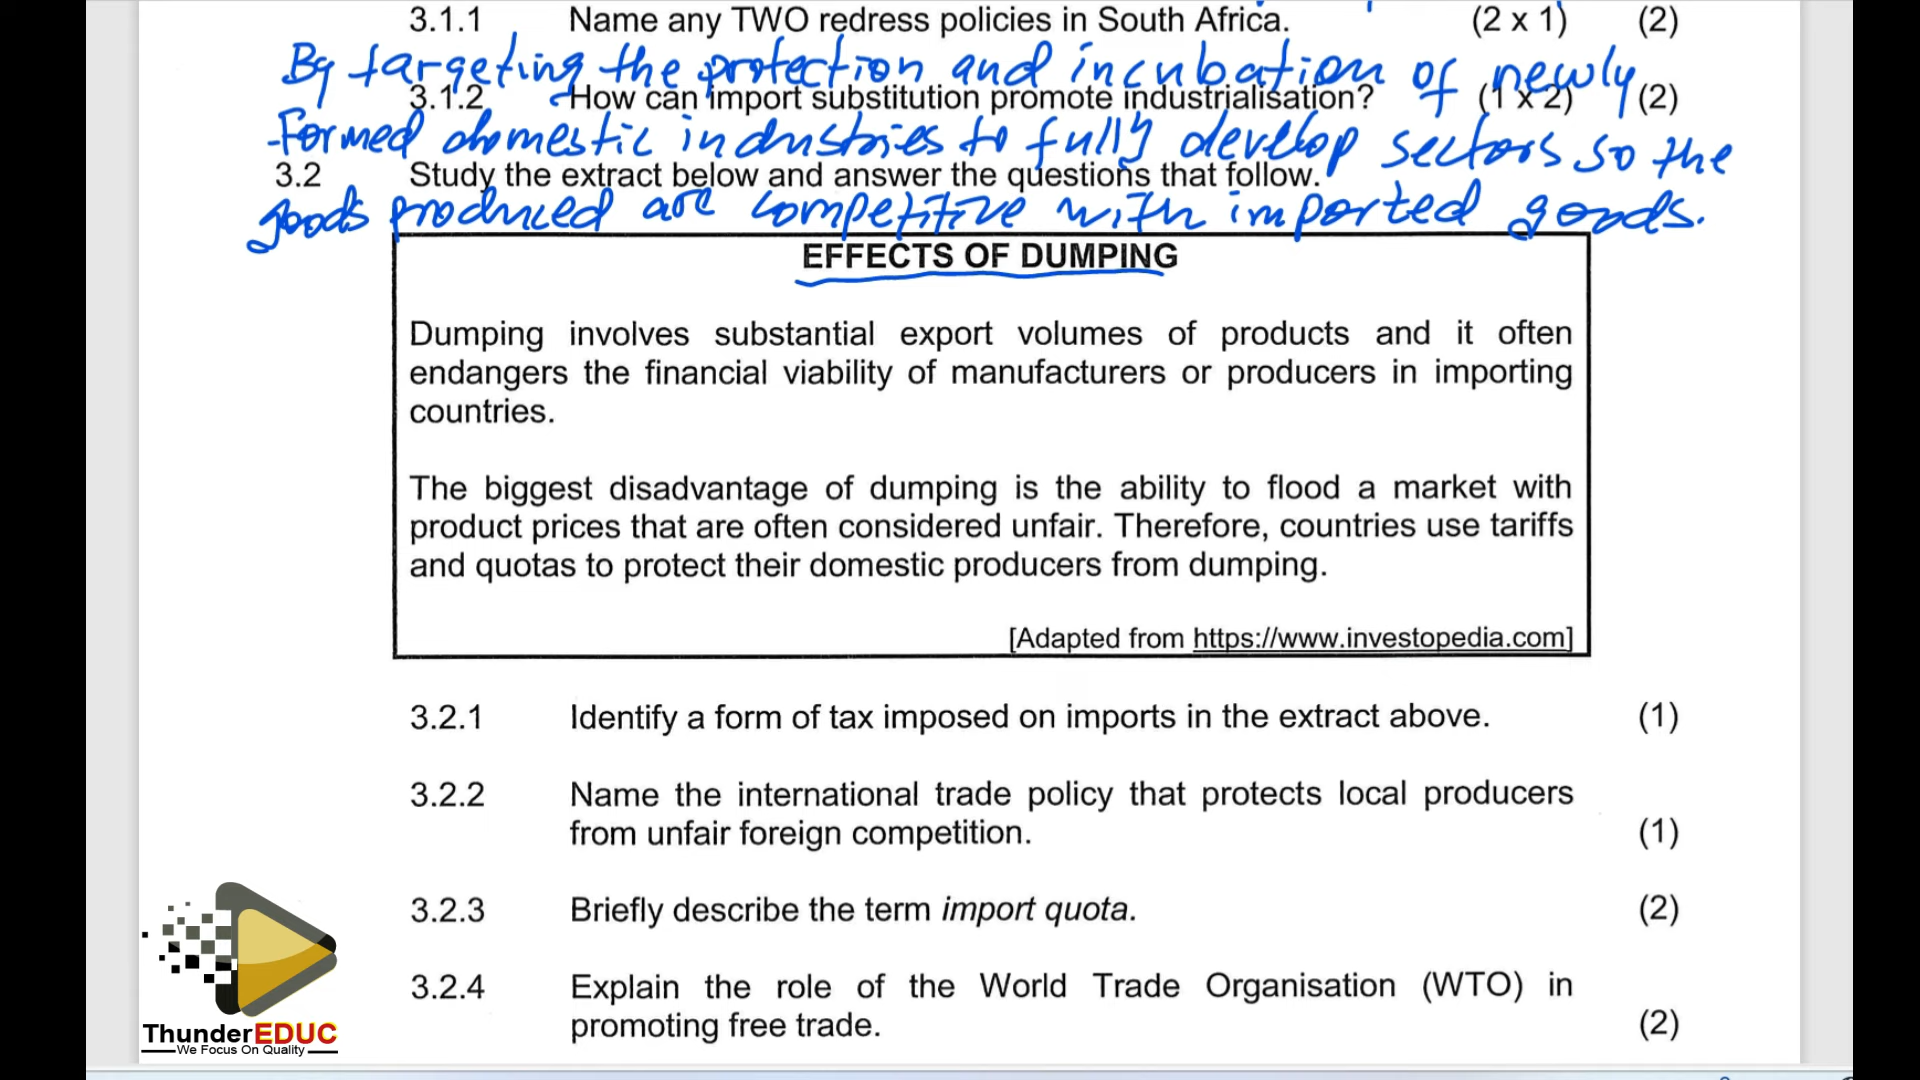 3.1.1 Name any TWO redress policies in South Africa. (2 x 1) (2)
By targeting the protection and incubation of newly
3.1.2 How can import substitution promote industrialisation? (1 x 2) (2)
Formed domestic industries to fully develop sectors so the
3.2 Study the extract below and answer the questions that follow.
goods produced are competitive with imported goods.
EFFECTS OF DUMPING
Dumping involves substantial export volumes of products and it often
endangers the financial viability of manufacturers or producers in importing
countries.
The biggest disadvantage of dumping is the ability to flood a market with
product prices that are often considered unfair. Therefore, countries use tariffs
and quotas to protect their domestic producers from dumping.
[Adapted from https://www.investopedia.com]
3.2.1 Identify a form of tax imposed on imports in the extract above. (1)
3.2.2 Name the international trade policy that protects local producers
from unfair foreign competition. (1)
3.2.3 Briefly describe the term import quota. (2)
3.2.4 Explain the role of the World Trade Organisation (WTO) in
promoting free trade. (2)
ThunderEDUC
We Focus On Quality